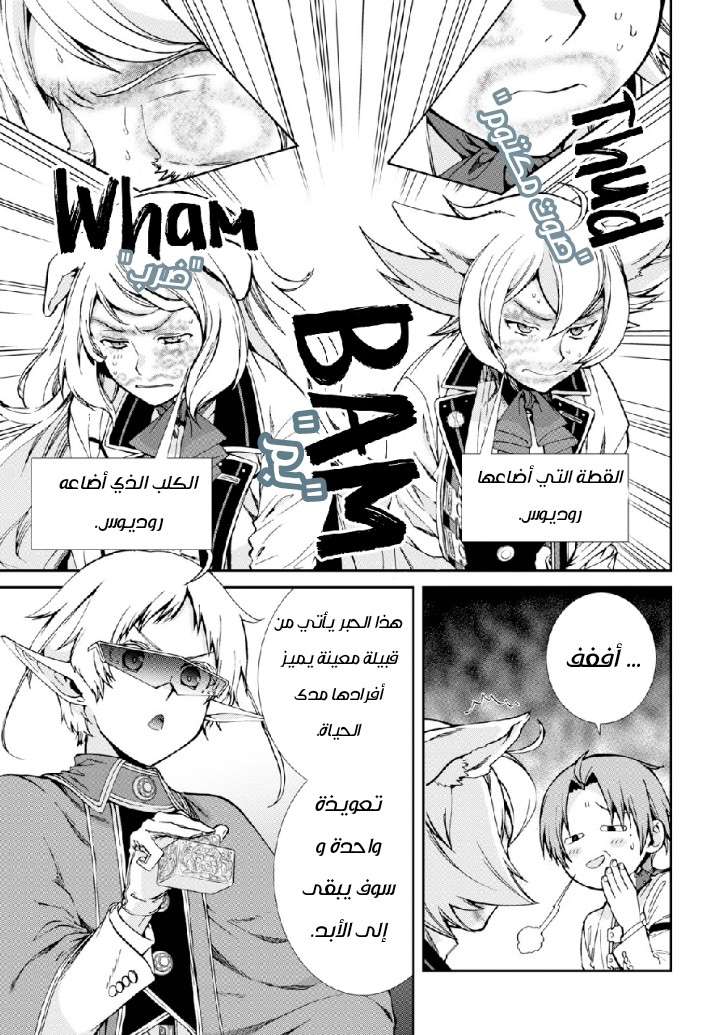 Thud
"صوت مكتوم"
Wham
"ضرب"
BAM
"بم"
القطة التي أضاعها
روديوس.
الكلب الذي أضاعه
روديوس.
... أففف
هذا الحبر يأتي من
قبيلة معينة يميز
أفرادها مدى
الحياة.
تعويذة
واحدة و
سوف يبقى
إلى الأبد.